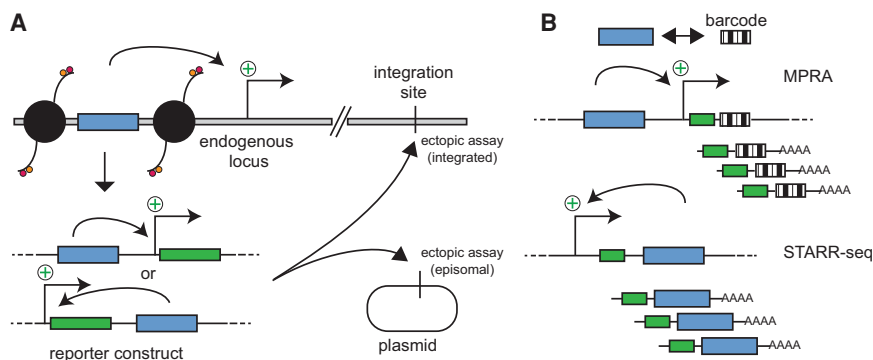 A
integration
site
endogenous
locus
ectopic assay
(integrated)
or
reporter construct
ectopic assay
(episomal)
plasmid
B
barcode
MPRA
AAAA
AAAA
AAAA
STARR-seq
AAAA
AAAA
AAAA